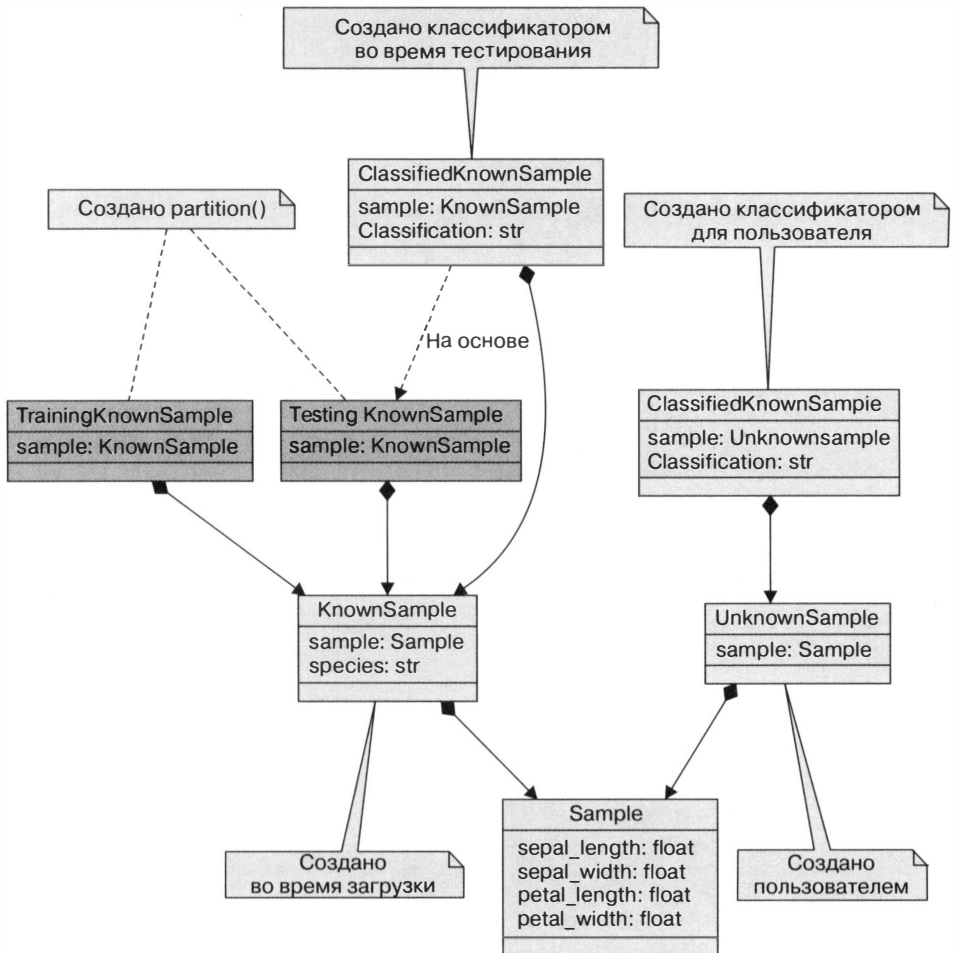 Создано классификатором
во время тестирования
ClassifiedKnownSample
sample: KnownSample
Classification: str
Создано partition()
Создано классификатором
для пользователя
На основе
TrainingKnownSample
sample: KnownSample
Testing KnownSample
sample: KnownSample
ClassifiedKnownSampie
sample: Unknownsample
Classification: str
KnownSample
sample: Sample
species: str
UnknownSample
sample: Sample
Sample
sepal_length: float
sepal_width: float
petal_length: float
petal_width: float
Создано
во время загрузки
Создано
пользователем